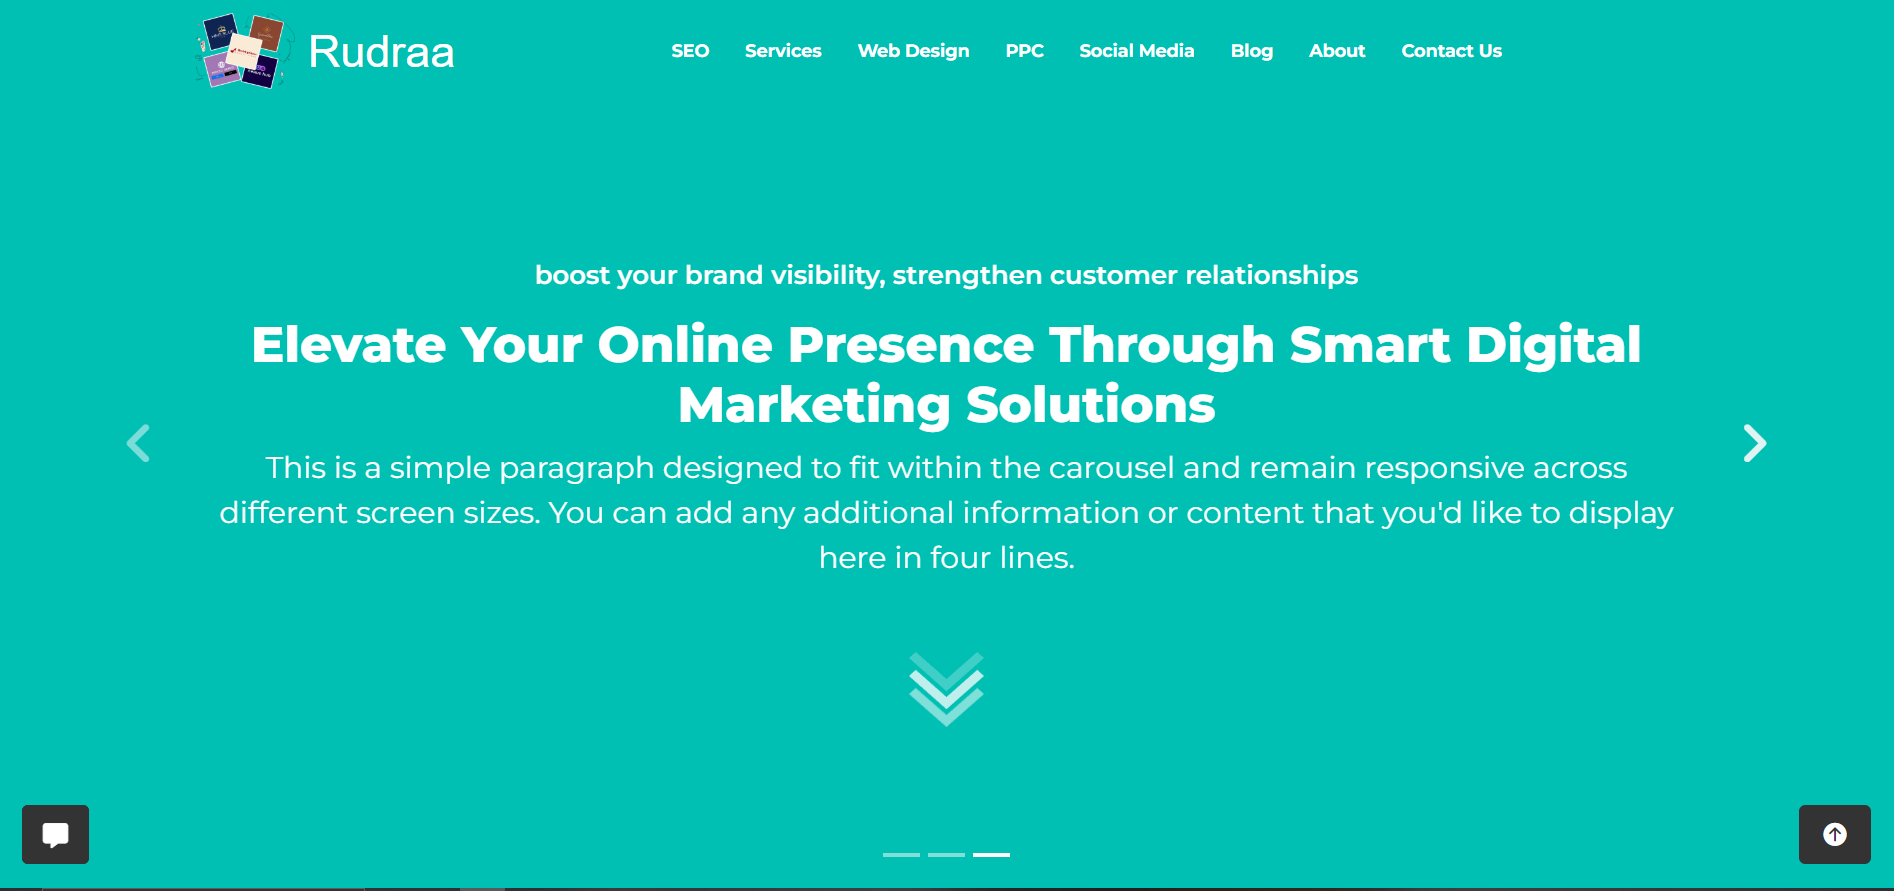 Rudraa
SEO Services Web Design PPC Social Media Blog About Contact Us
boost your brand visibility, strengthen customer relationships
Elevate Your Online Presence Through Smart Digital
Marketing Solutions
This is a simple paragraph designed to fit within the carousel and remain responsive across
different screen sizes. You can add any additional information or content that you'd like to display
here in four lines.